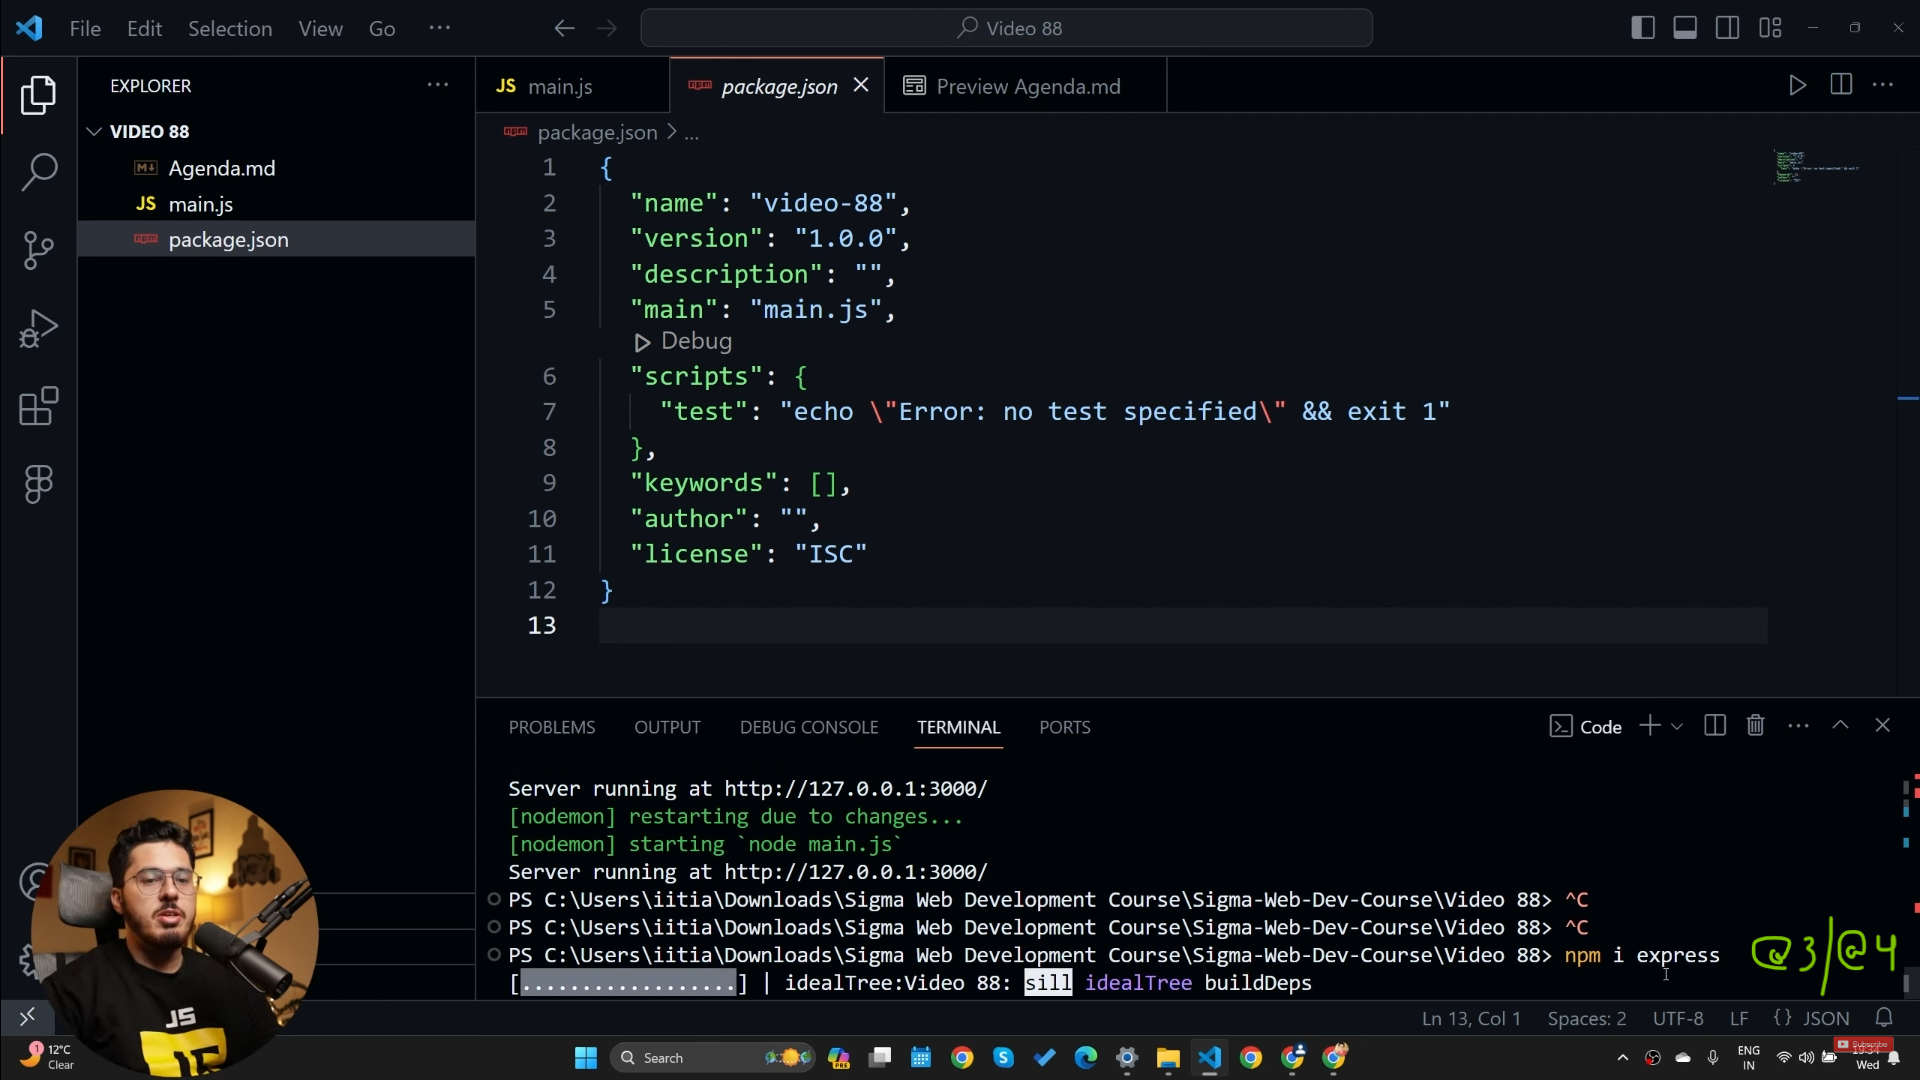 File Edit Selection View Go ...
Video 88
EXPLORER ...
JS main.js
package.json
Preview Agenda.md
VIDEO 88
Agenda.md
JS main.js
package.json
package.json > ...
1 {
2 "name": "video-88",
3 "version": "1.0.0",
4 "description": "",
5 "main": "main.js",
Debug
6 "scripts": {
7 "test": "echo \"Error: no test specified\" && exit 1"
8 },
9 "keywords": [],
10 "author": "",
11 "license": "ISC"
12 }
13
PROBLEMS OUTPUT DEBUG CONSOLE TERMINAL PORTS
Code
Server running at http://127.0.0.1:3000/
[nodemon] restarting due to changes...
[nodemon] starting `node main.js`
Server running at http://127.0.0.1:3000/
PS C:\Users\iitia\Downloads\Sigma Web Development Course\Sigma-Web-Dev-Course\Video 88> ^C
PS C:\Users\iitia\Downloads\Sigma Web Development Course\Sigma-Web-Dev-Course\Video 88> ^C
PS C:\Users\iitia\Downloads\Sigma Web Development Course\Sigma-Web-Dev-Course\Video 88> npm i express
@3/@4
[..................] | idealTree:Video 88: sill idealTree buildDeps
JS
Ln 13, Col 1 Spaces: 2 UTF-8 LF {} JSON
1
12°C
Clear
Search
PRE
ENG
IN
Subscribe
Wed